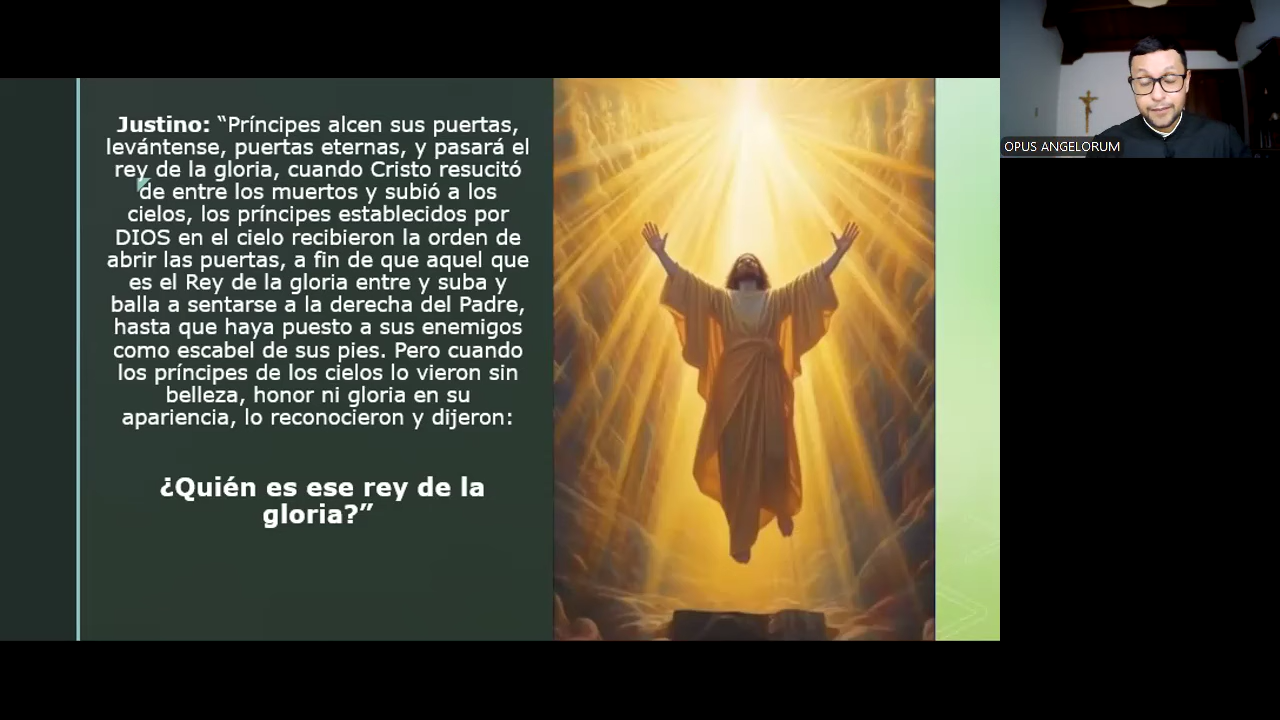 Justino: “Príncipes alcen sus puertas,
levántense, puertas eternas, y pasará el
rey de la gloria, cuando Cristo resucitó
de entre los muertos y subió a los
cielos, los príncipes establecidos por
DIOS en el cielo recibieron la orden de
abrir las puertas, a fin de que aquel que
es el Rey de la gloria entre y suba y
balla a sentarse a la derecha del Padre,
hasta que haya puesto a sus enemigos
como escabel de sus pies. Pero cuando
los príncipes de los cielos lo vieron sin
belleza, honor ni gloria en su
apariencia, lo reconocieron y dijeron:
¿Quién es ese rey de la
gloria?”
OPUS ANGELORUM